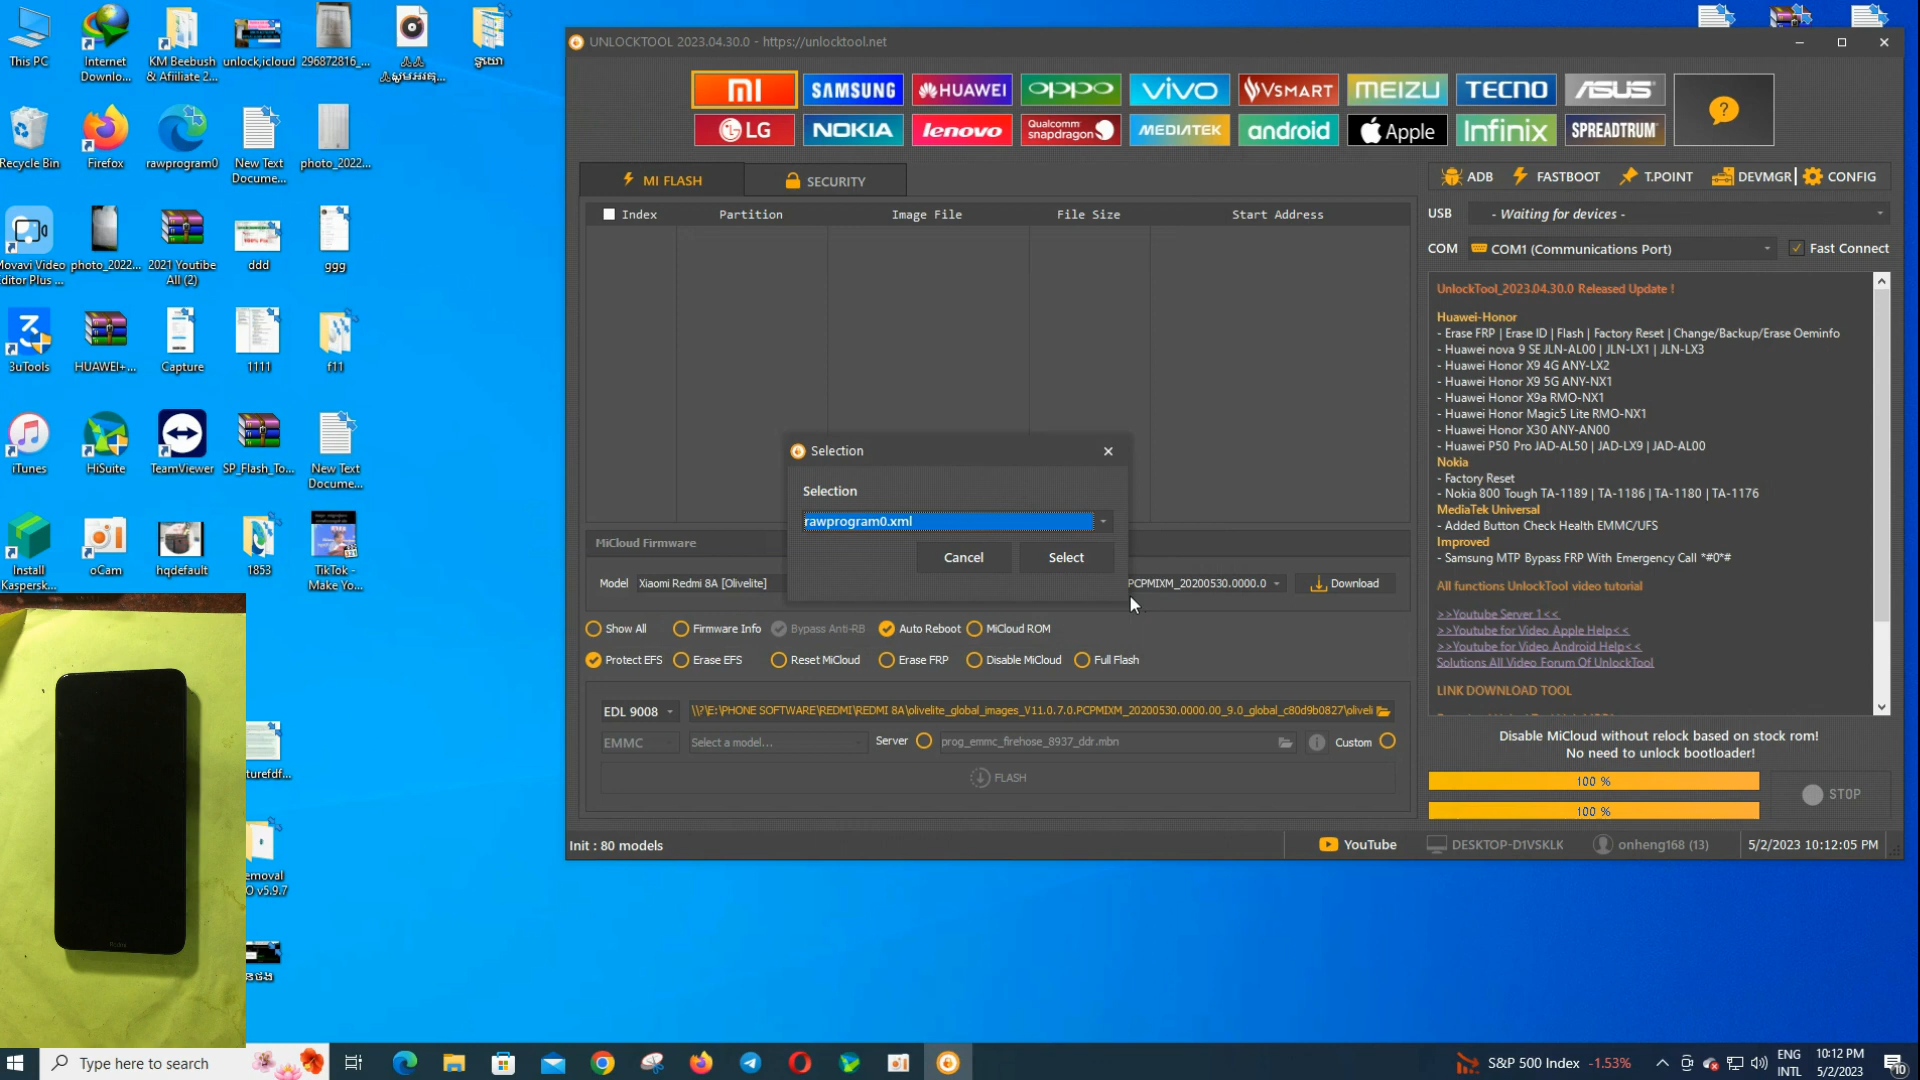 This PC
Internet
Downlo...
KM Beebush
& Afiiliate 2...
unlock,icloud
296872816_...
Recycle Bin
Firefox
rawprogram0
New Text
Docume...
photo_2022...
Movavi Video
Editor Plus ...
photo_2022...
2021 Youtibe
All (2)
ddd
ggg
3uTools
HUAWEI+...
Capture
1111
f11
iTunes
HiSuite
TeamViewer
SP_Flash_To...
New Text
Docume...
Install
Kaspersk...
oCam
hqdefault
1853
TikTok -
Make Yo...
turefdf...
emoval
O v5.9.7
UNLOCKTOOL 2023.04.30.0 - https://unlocktool.net
MI
SAMSUNG
HUAWEI
oppo
vivo
VSMART
MEIZU
TECNO
ASUS
?
LG
NOKIA
lenovo
Qualcomm
snapdragon
MEDIATEK
android
Apple
Infinix
SPREADTRUM
MI FLASH
SECURITY
ADB
FASTBOOT
T.POINT
DEVMGR
CONFIG
Index
Partition
Image File
File Size
Start Address
USB
- Waiting for devices -
COM
COM1 (Communications Port)
Fast Connect
UnlockTool_2023.04.30.0 Released Update !
Huawei-Honor
- Erase FRP | Erase ID | Flash | Factory Reset | Change/Backup/Erase Oeminfo
- Huawei nova 9 SE JLN-AL00 | JLN-LX1 | JLN-LX3
- Huawei Honor X9 4G ANY-LX2
- Huawei Honor X9 5G ANY-NX1
- Huawei Honor X9a RMO-NX1
- Huawei Honor Magic5 Lite RMO-NX1
- Huawei Honor X30 ANY-AN00
- Huawei P50 Pro JAD-AL50 | JAD-LX9 | JAD-AL00
Nokia
- Factory Reset
- Nokia 800 Tough TA-1189 | TA-1186 | TA-1180 | TA-1176
MediaTek Universal
- Added Button Check Health EMMC/UFS
Improved
- Samsung MTP Bypass FRP With Emergency Call *#0*#
All functions UnlockTool video tutorial
>>Youtube Server 1<<
>>Youtube for Video Apple Help<<
>>Youtube for Video Android Help<<
Solutions All Video Forum Of UnlockTool
LINK DOWNLOAD TOOL
Selection
Selection
rawprogram0.xml
Cancel
Select
MiCloud Firmware
Model
Xiaomi Redmi 8A [Olivelite]
PCPMIXM_20200530.0000.0
Download
Show All
Firmware Info
Bypass Anti-RB
Auto Reboot
MiCloud ROM
Protect EFS
Erase EFS
Reset MiCloud
Erase FRP
Disable MiCloud
Full Flash
EDL 9008
\\?\E:\PHONE SOFTWARE\REDMI\REDMI 8A\olivelite_global_images_V11.0.7.0.PCPMIXM_20200530.0000.00_9.0_global_c80d9b0827\oliveli
EMMC
Select a model...
Server
prog_emmc_firehose_8937_ddr.mbn
Custom
FLASH
Disable MiCloud without relock based on stock rom!
No need to unlock bootloader!
100 %
100 %
STOP
Init : 80 models
YouTube
DESKTOP-D1VSKLK
onheng168 (13)
5/2/2023 10:12:05 PM
Type here to search
S&P 500 Index -1.53%
ENG
INTL
10:12 PM
5/2/2023
10